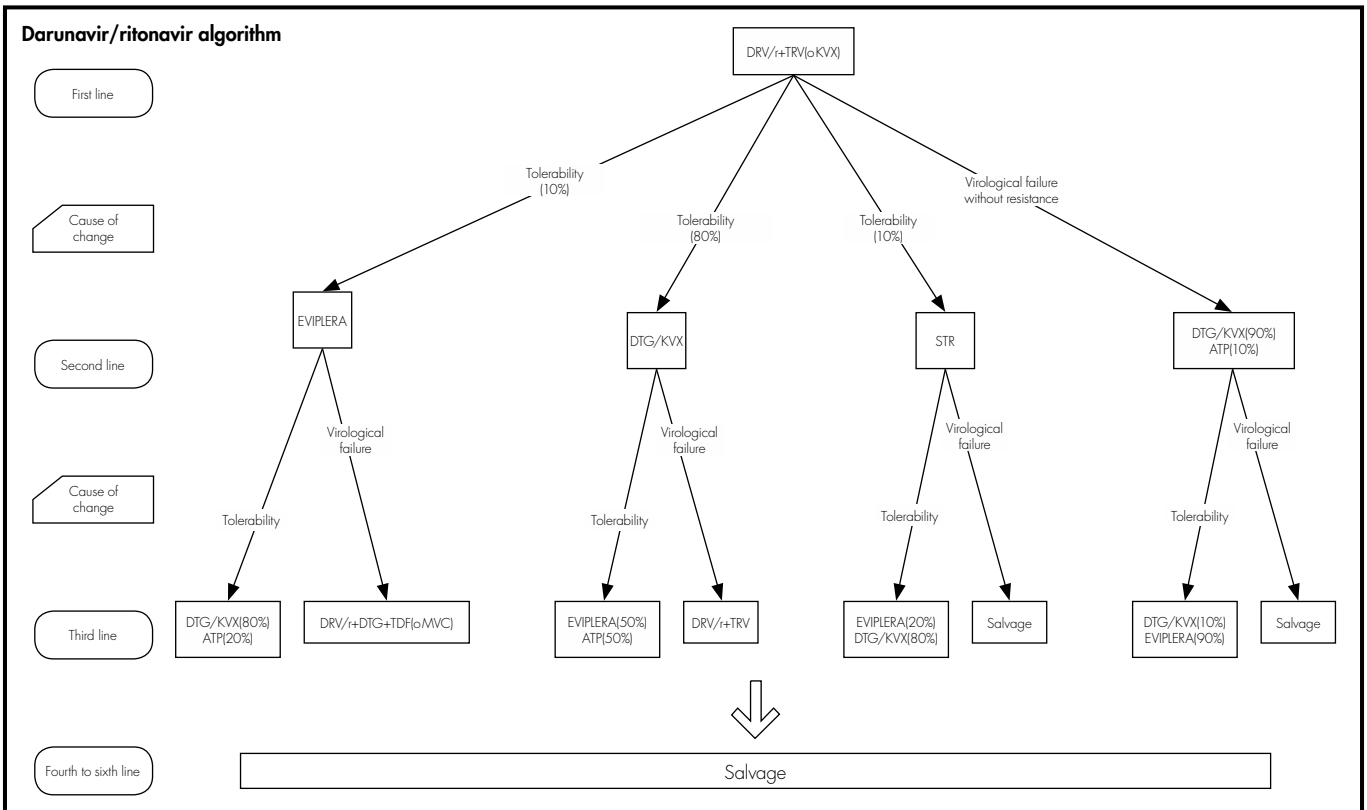 Darunavir/ritonavir algorithm
DRV/r+TRV(oKVX)
First line
Tolerability
(10%)
Virological failure
without resistance
Cause of
change
Tolerability
(80%)
Tolerability
(10%)
EVIPLERA
DTG/KVX
STR
DTG/KVX(90%)
ATP(10%)
Second line
Virological
failure
Virological
failure
Virological
failure
Virological
failure
Cause of
change
Tolerability
Tolerability
Tolerability
Tolerability
Third line
DTG/KVX(80%)
ATP(20%)
DRV/r+DTG+TDF(oMVC)
EVIPLERA(50%)
ATP(50%)
DRV/r+TRV
EVIPLERA(20%)
DTG/KVX(80%)
Salvage
DTG/KVX(10%)
EVIPLERA(90%)
Salvage
Fourth to sixth line
Salvage